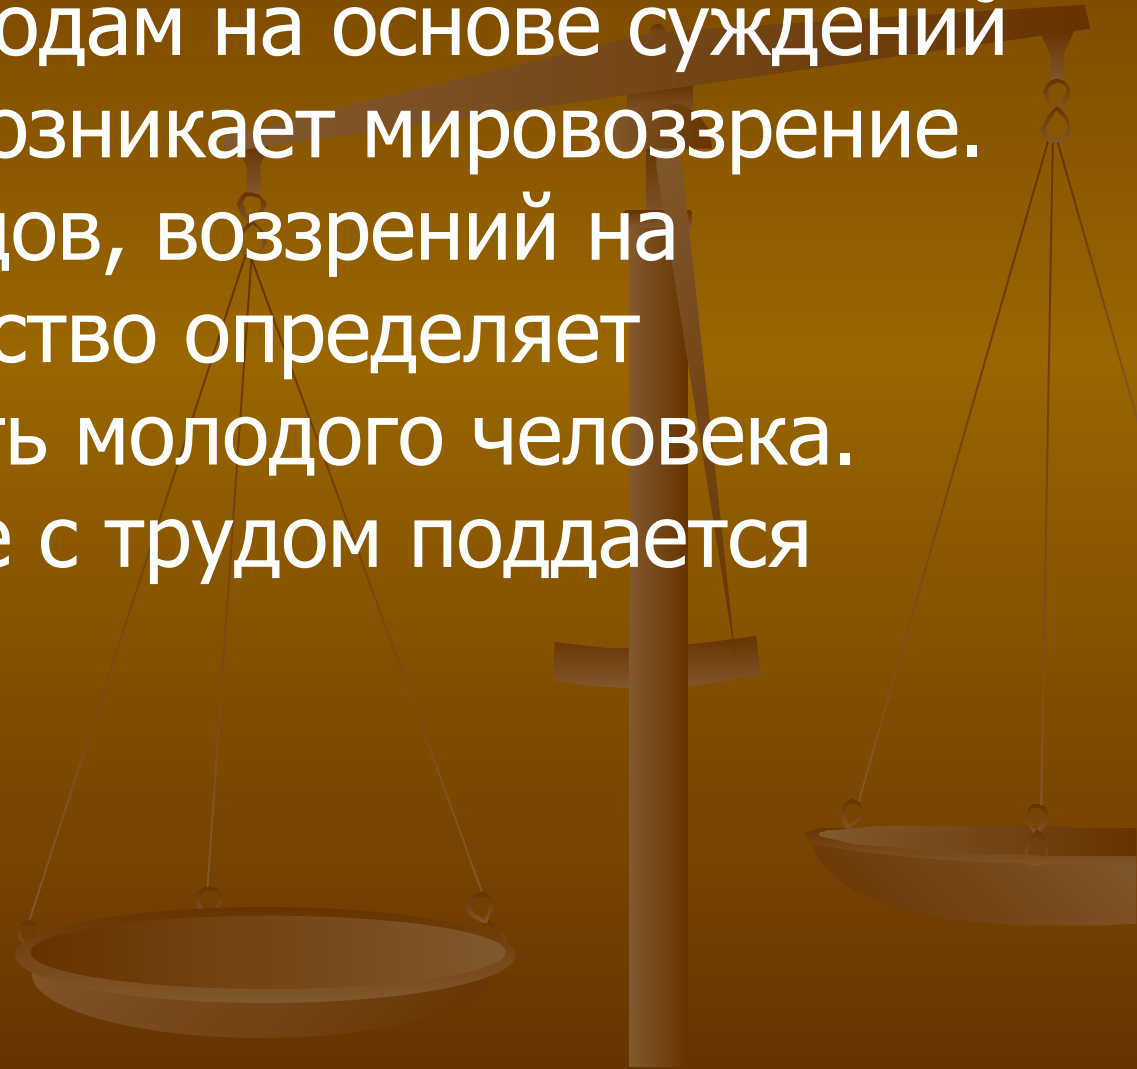 одам на основе суждений
озникает мировоззрение.
дов, воззрений на
ство определяет
ть молодого человека.
е с трудом поддается